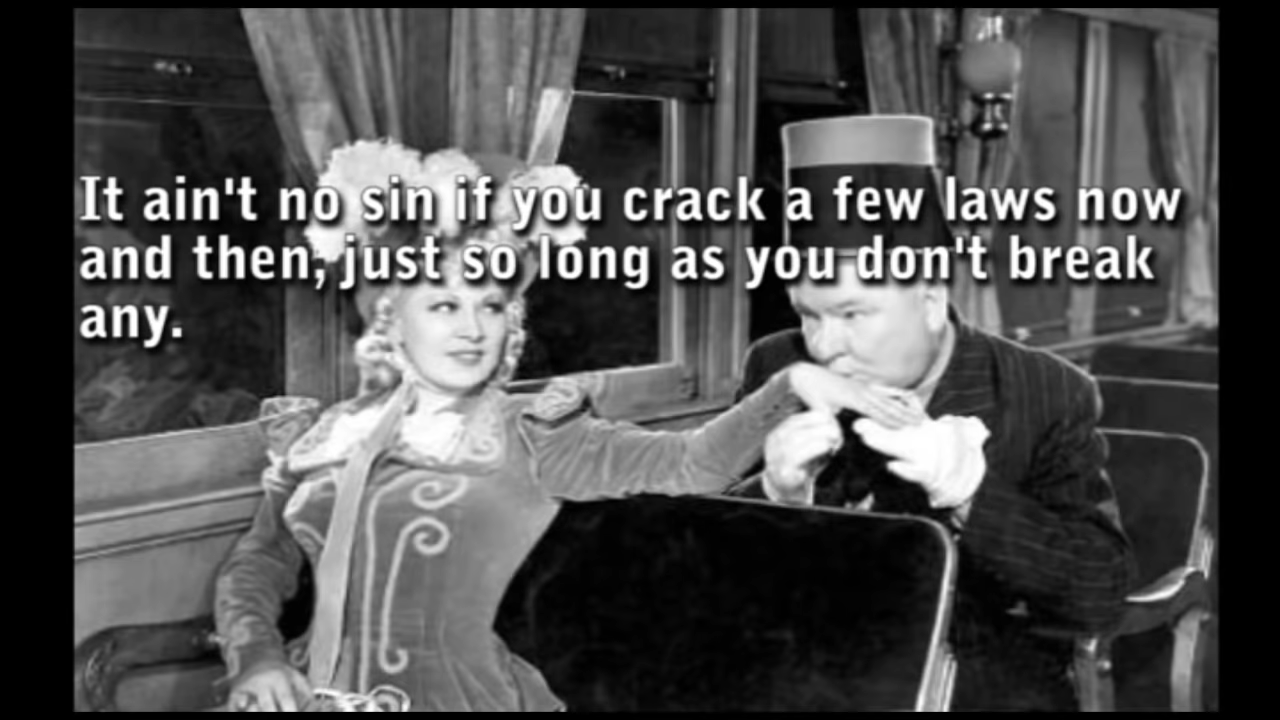 It ain't no sin if you crack a few laws now
and then, just so long as you don't break
any.